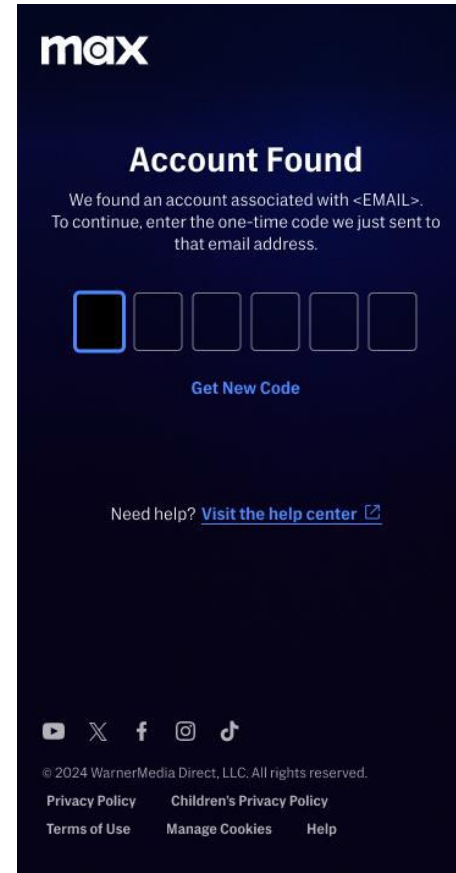 max
Account Found
We found an account associated with <EMAIL>.
To continue, enter the one-time code we just sent to
that email address.
Get New Code
Need help? Visit the help center
© 2024 WarnerMedia Direct, LLC. All rights reserved.
Privacy Policy Children's Privacy Policy
Terms of Use Manage Cookies Help